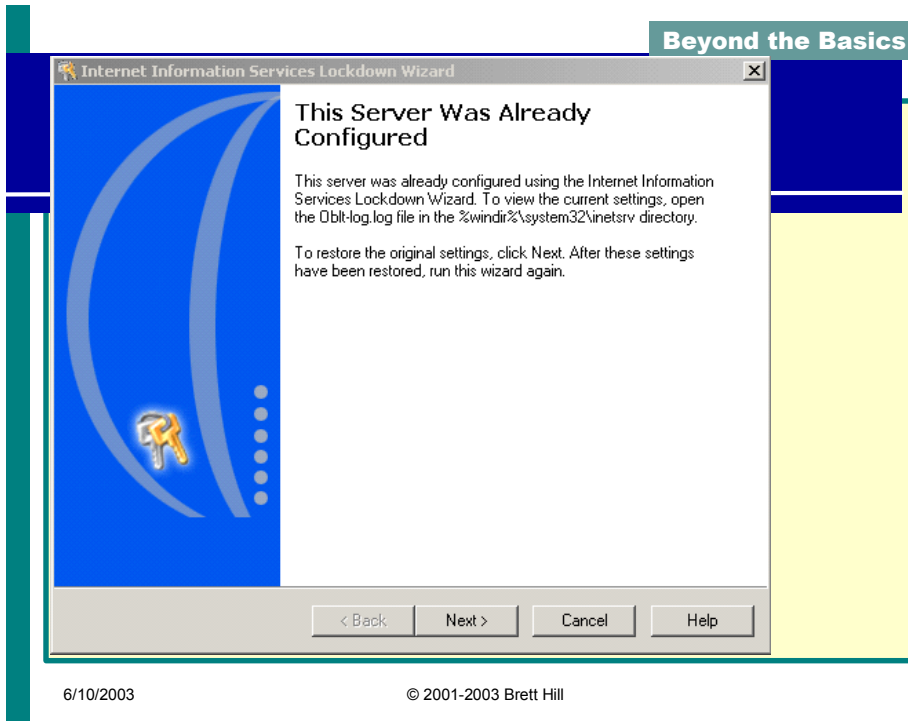 Beyond the Basics
Internet Information Services Lockdown Wizard
This Server Was Already
Configured
This server was already configured using the Internet Information
Services Lockdown Wizard. To view the current settings, open
the Oblt-log.log file in the %windir%\system32\inetsrv directory.
To restore the original settings, click Next. After these settings
have been restored, run this wizard again.
< Back
Next >
Cancel
Help
6/10/2003
© 2001-2003 Brett Hill